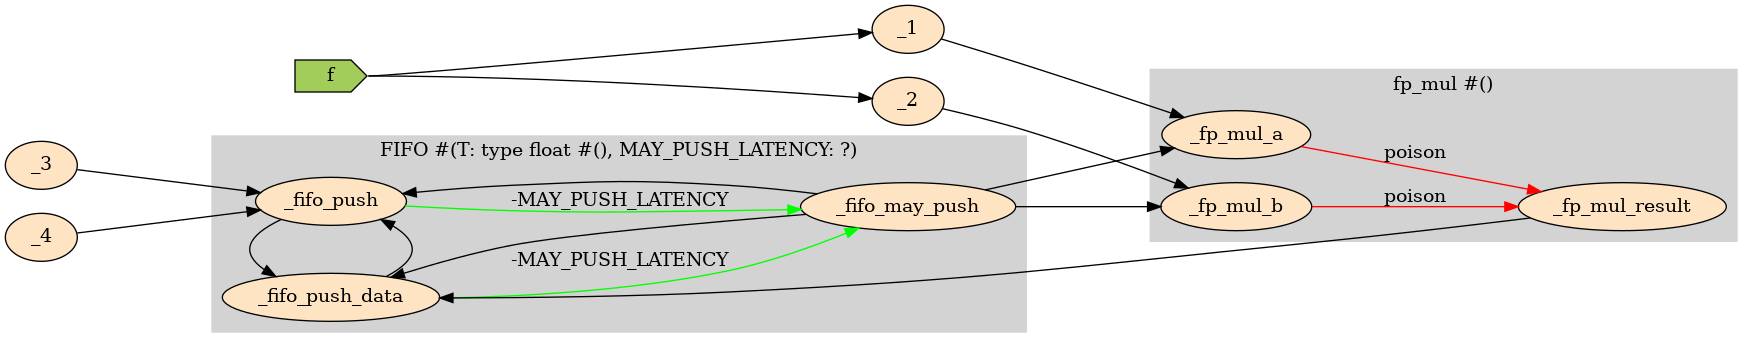 _1
f
fp_mul #()
_2
_fp_mul_a
FIFO #(T: type float #(), MAY_PUSH_LATENCY: ?)
poison
_3
_fifo_push
-MAY_PUSH_LATENCY
_fifo_may_push
_fp_mul_b
poison
_fp_mul_result
_4
-MAY_PUSH_LATENCY
_fifo_push_data